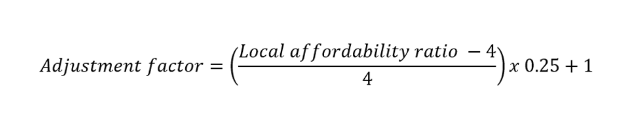 Adjustment factor = (Local affordability ratio − 4 / 4) x 0.25 + 1